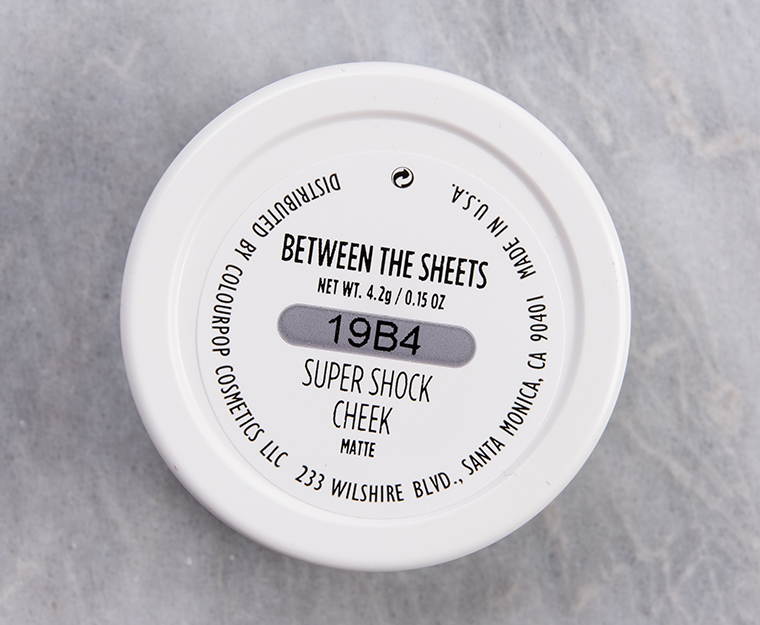 BETWEEN THE SHEETS
NET WT. 4.2g / 0.15 OZ
19B4
SUPER SHOCK
CHEEK
MATTE
DISTRIBUTED BY COLOURPOP COSMETICS LLC 233 WILSHIRE BLVD., SANTA MONICA, CA 90401 MADE IN U.S.A.